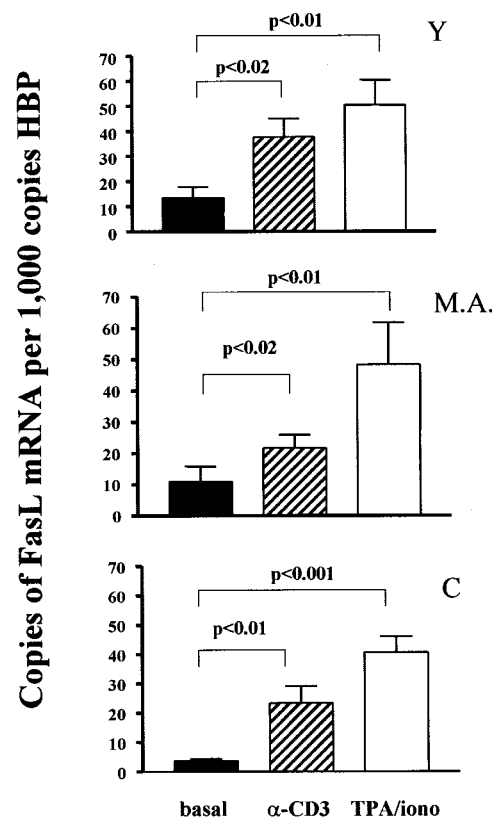 Copies of FasL mRNA per 1,000 copies HBP
p<0.01
Y
p<0.02
70
60
50
40
30
20
10
0
p<0.01
M.A.
p<0.02
70
60
50
40
30
20
10
0
p<0.001
C
p<0.01
70
60
50
40
30
20
10
0
basal α-CD3 TPA/iono